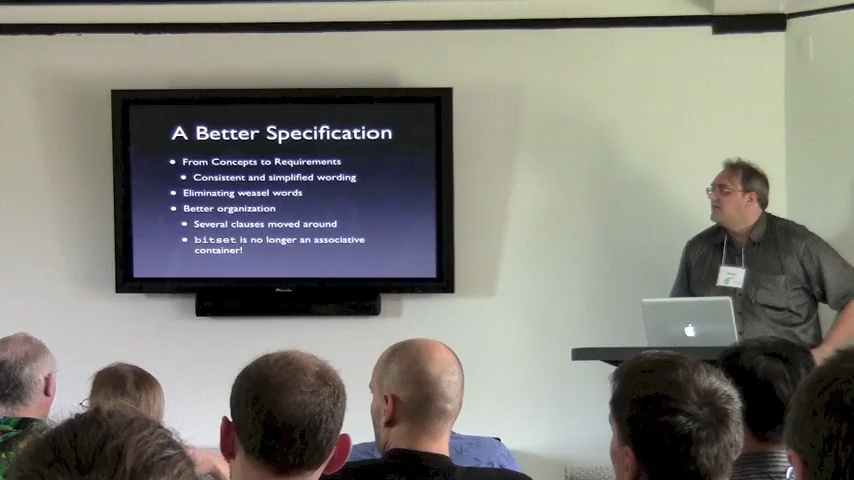 A Better Specification
From Concepts to Requirements
Consistent and simplified wording
Eliminating weasel words
Better organization
Several clauses moved around
bitset is no longer an associative
container!